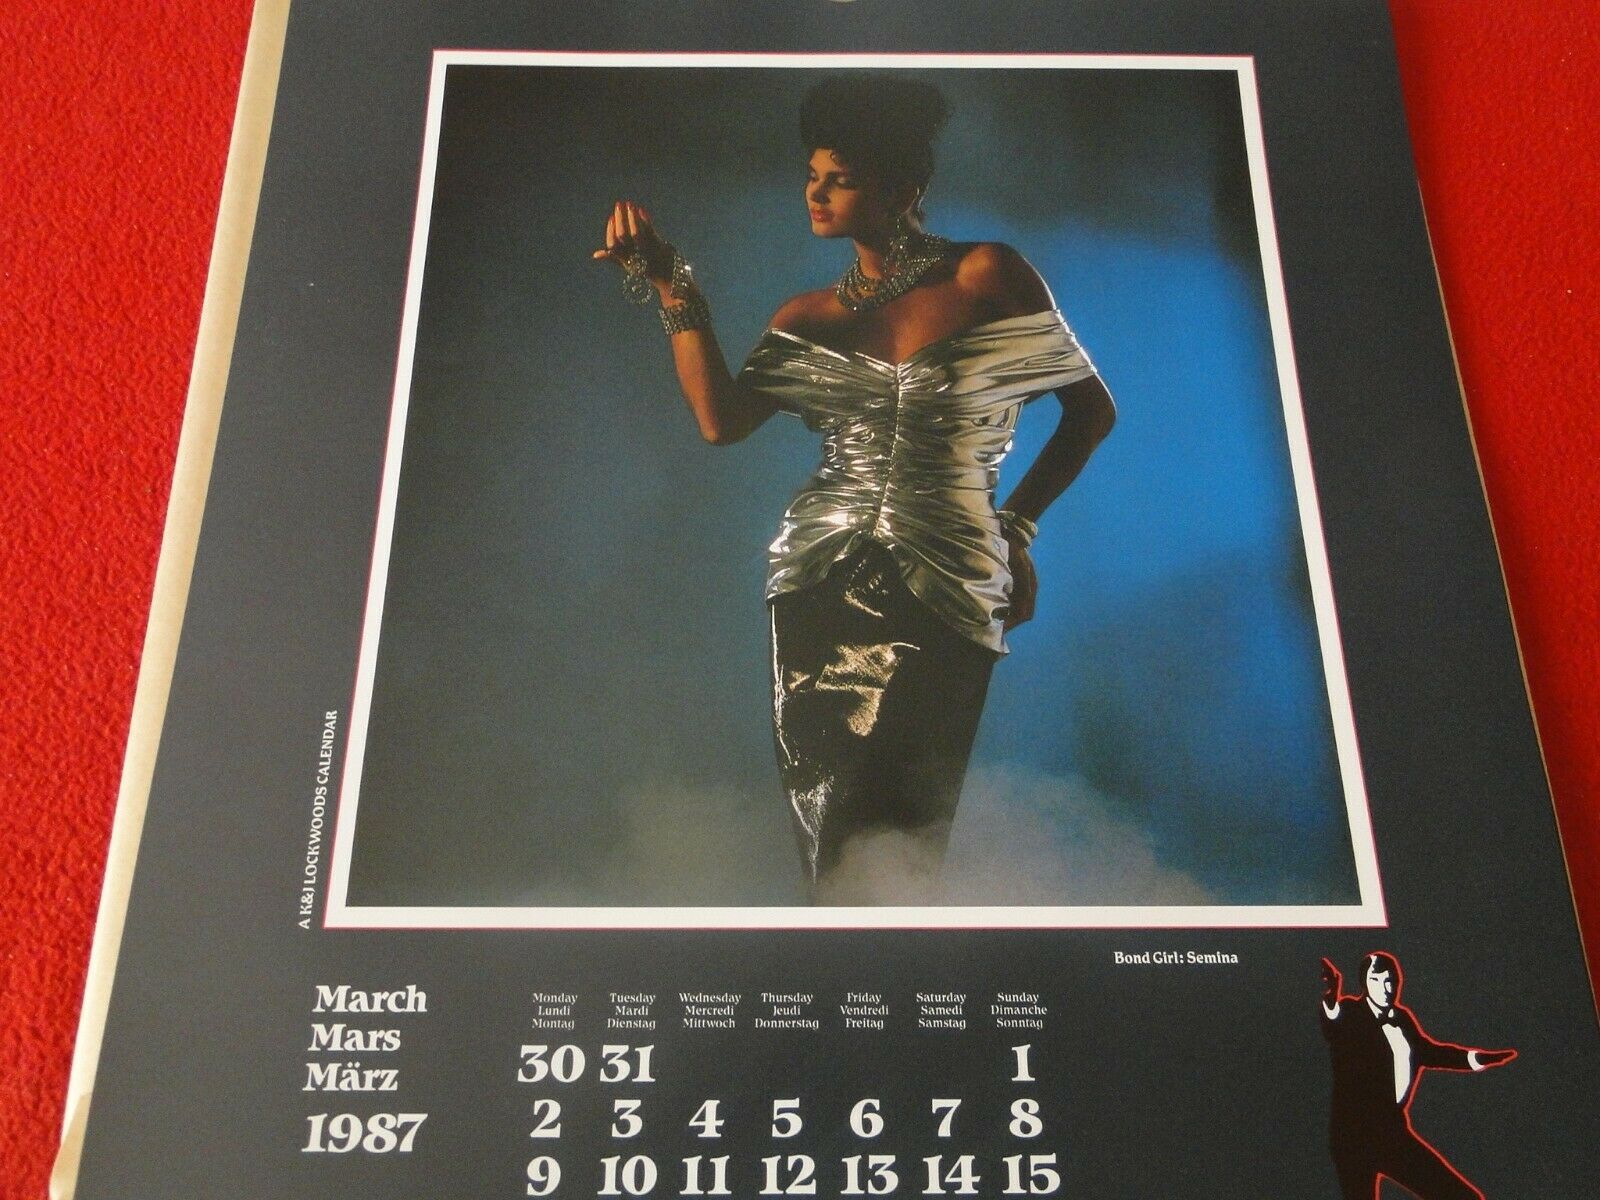 A K&J LOCKWOODS CALENDAR
Bond Girl: Semina
March
Mars
März
1987
Monday Tuesday Wednesday Thursday Friday Saturday Sunday
Lundi Mardi Mercredi Jeudi Vendredi Samedi Dimanche
Montag Dienstag Mittwoch Donnerstag Freitag Samstag Sonntag
30 31 1
2 3 4 5 6 7 8
9 10 11 12 13 14 15